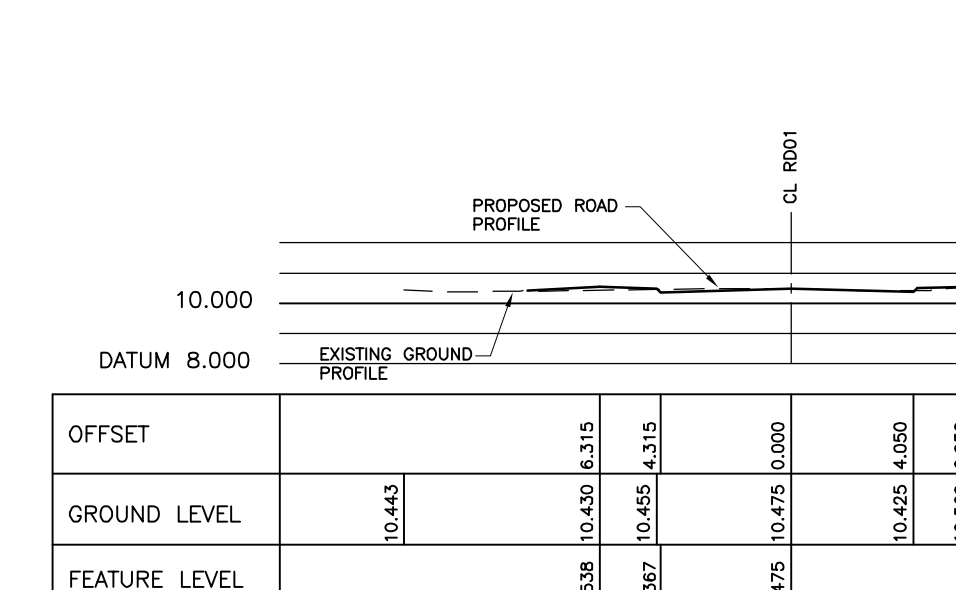 CL RD01
PROPOSED ROAD
PROFILE
10.000
DATUM 8.000
EXISTING GROUND
PROFILE
OFFSET 6.315 4.315 0.000 4.050
GROUND LEVEL 10.443 10.430 10.455 10.475 10.425
FEATURE LEVEL